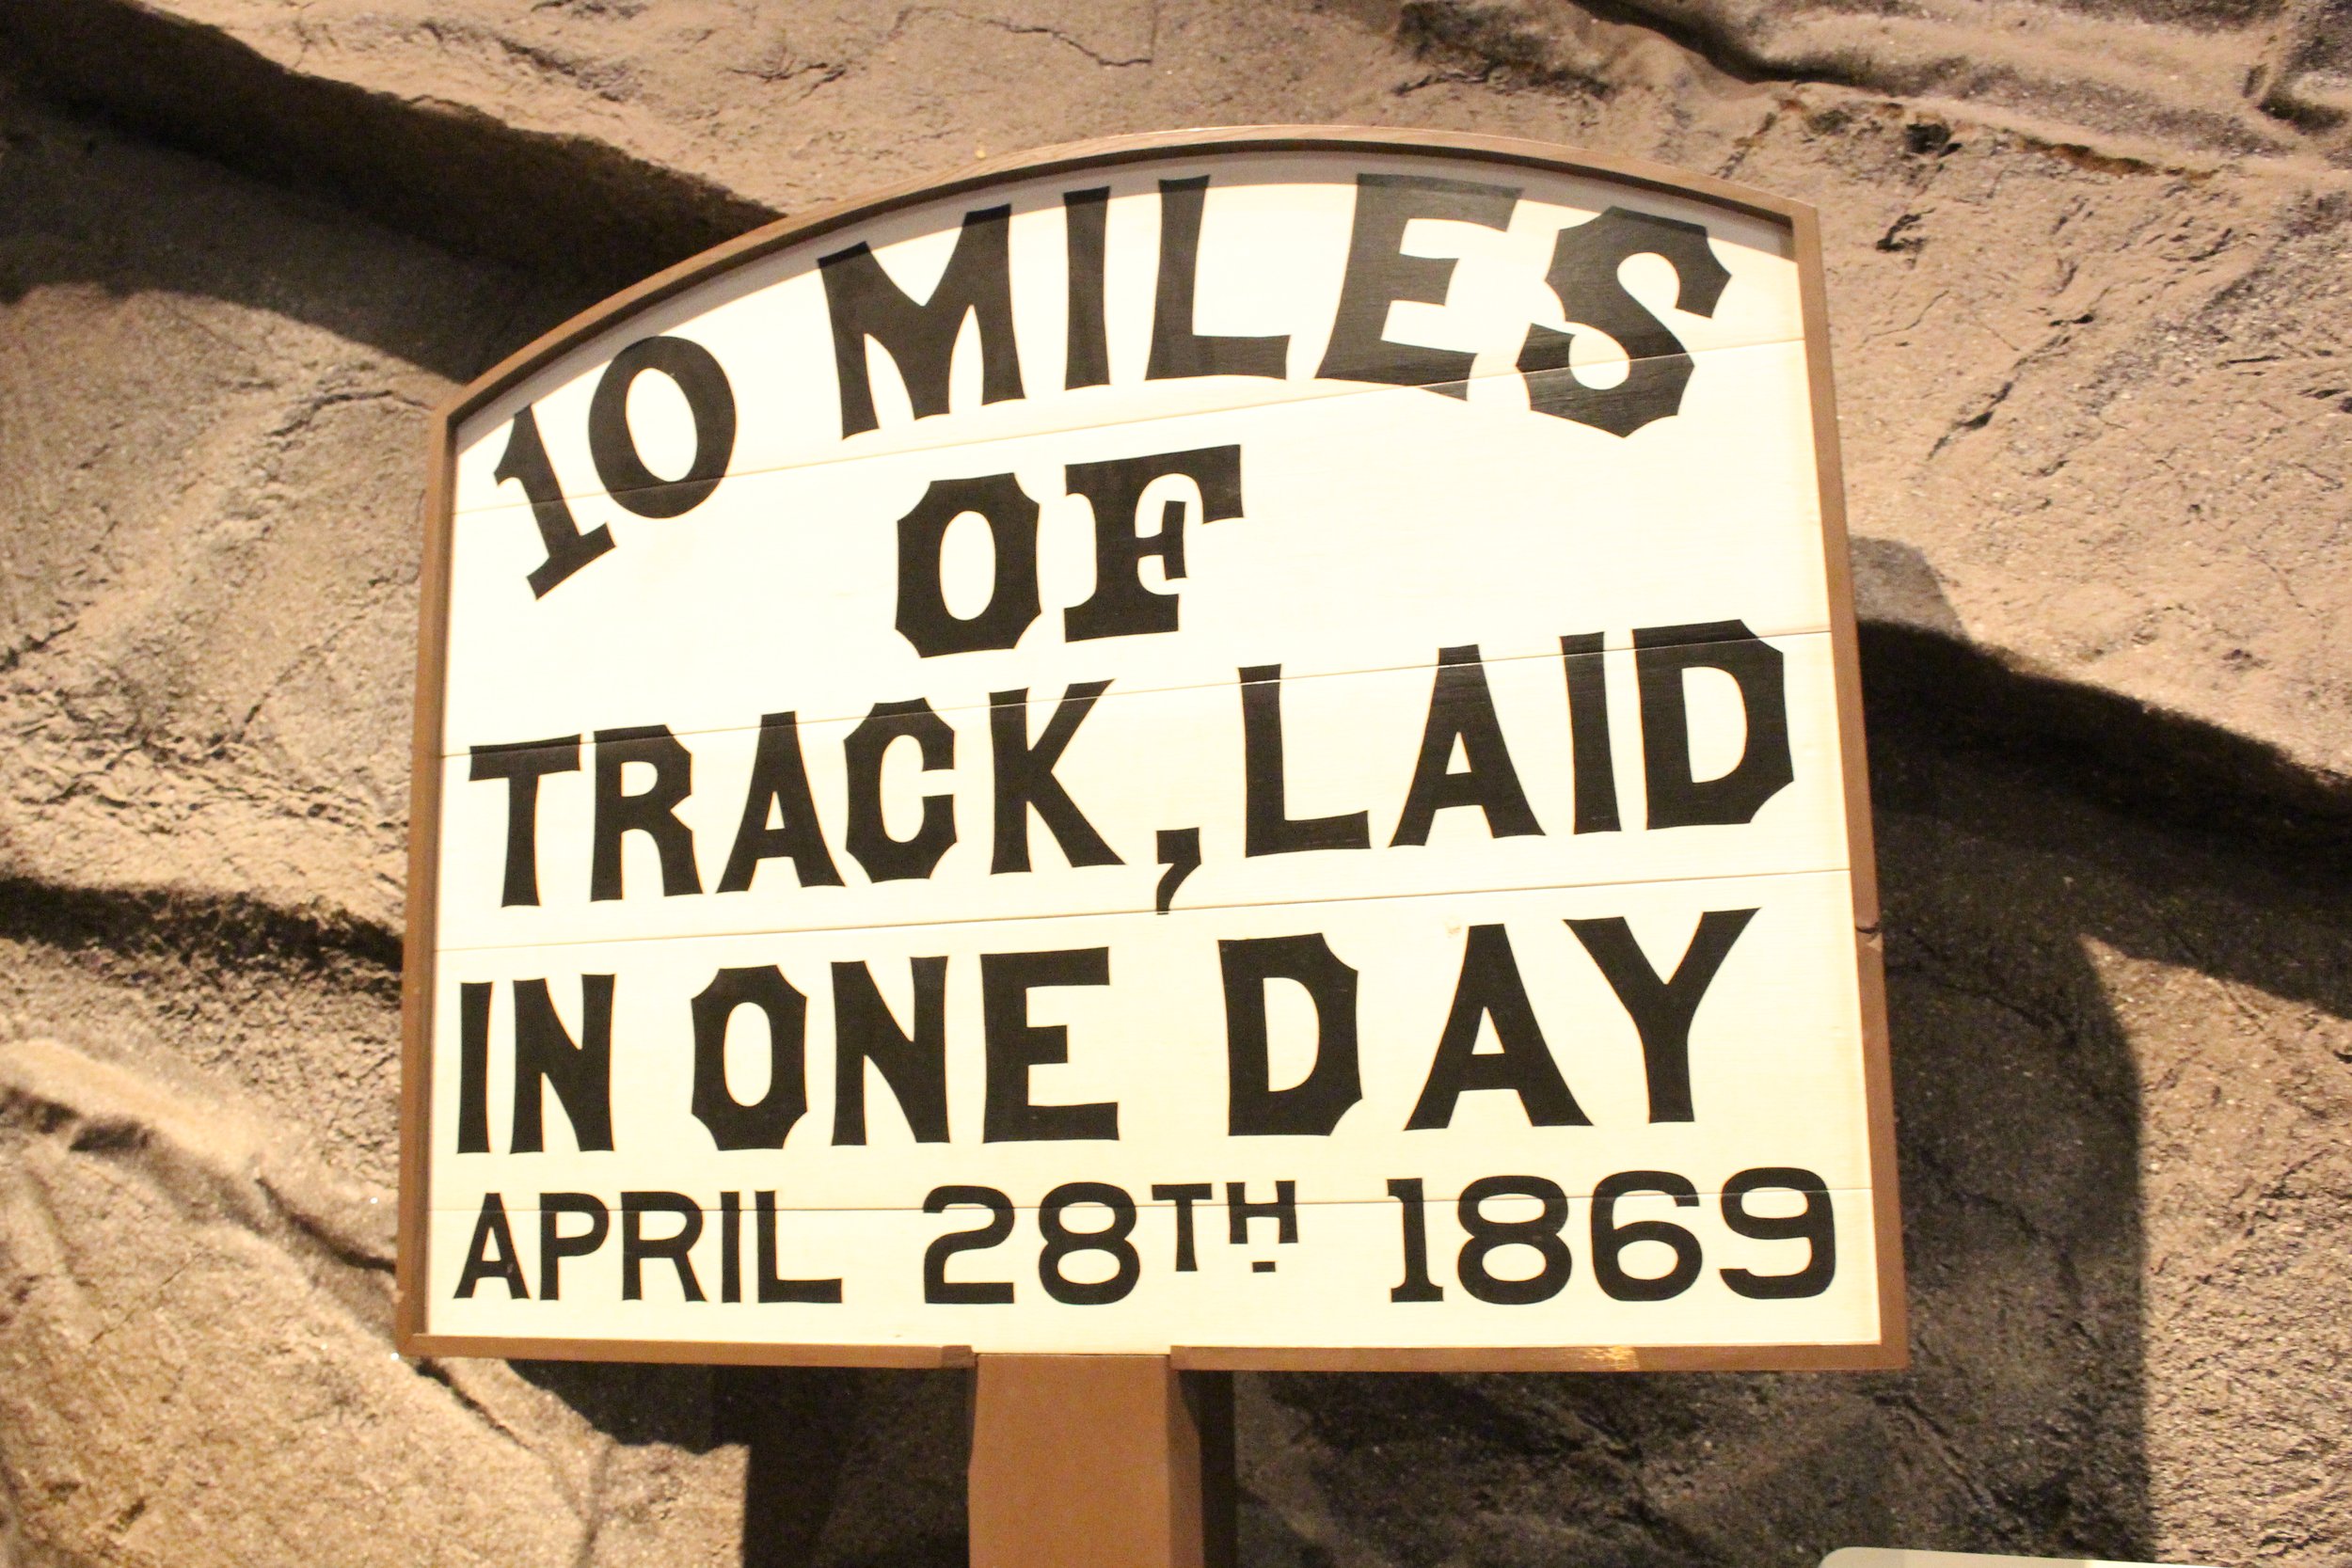 10 MILES
OF
TRACK, LAID
IN ONE DAY
APRIL 28TH 1869